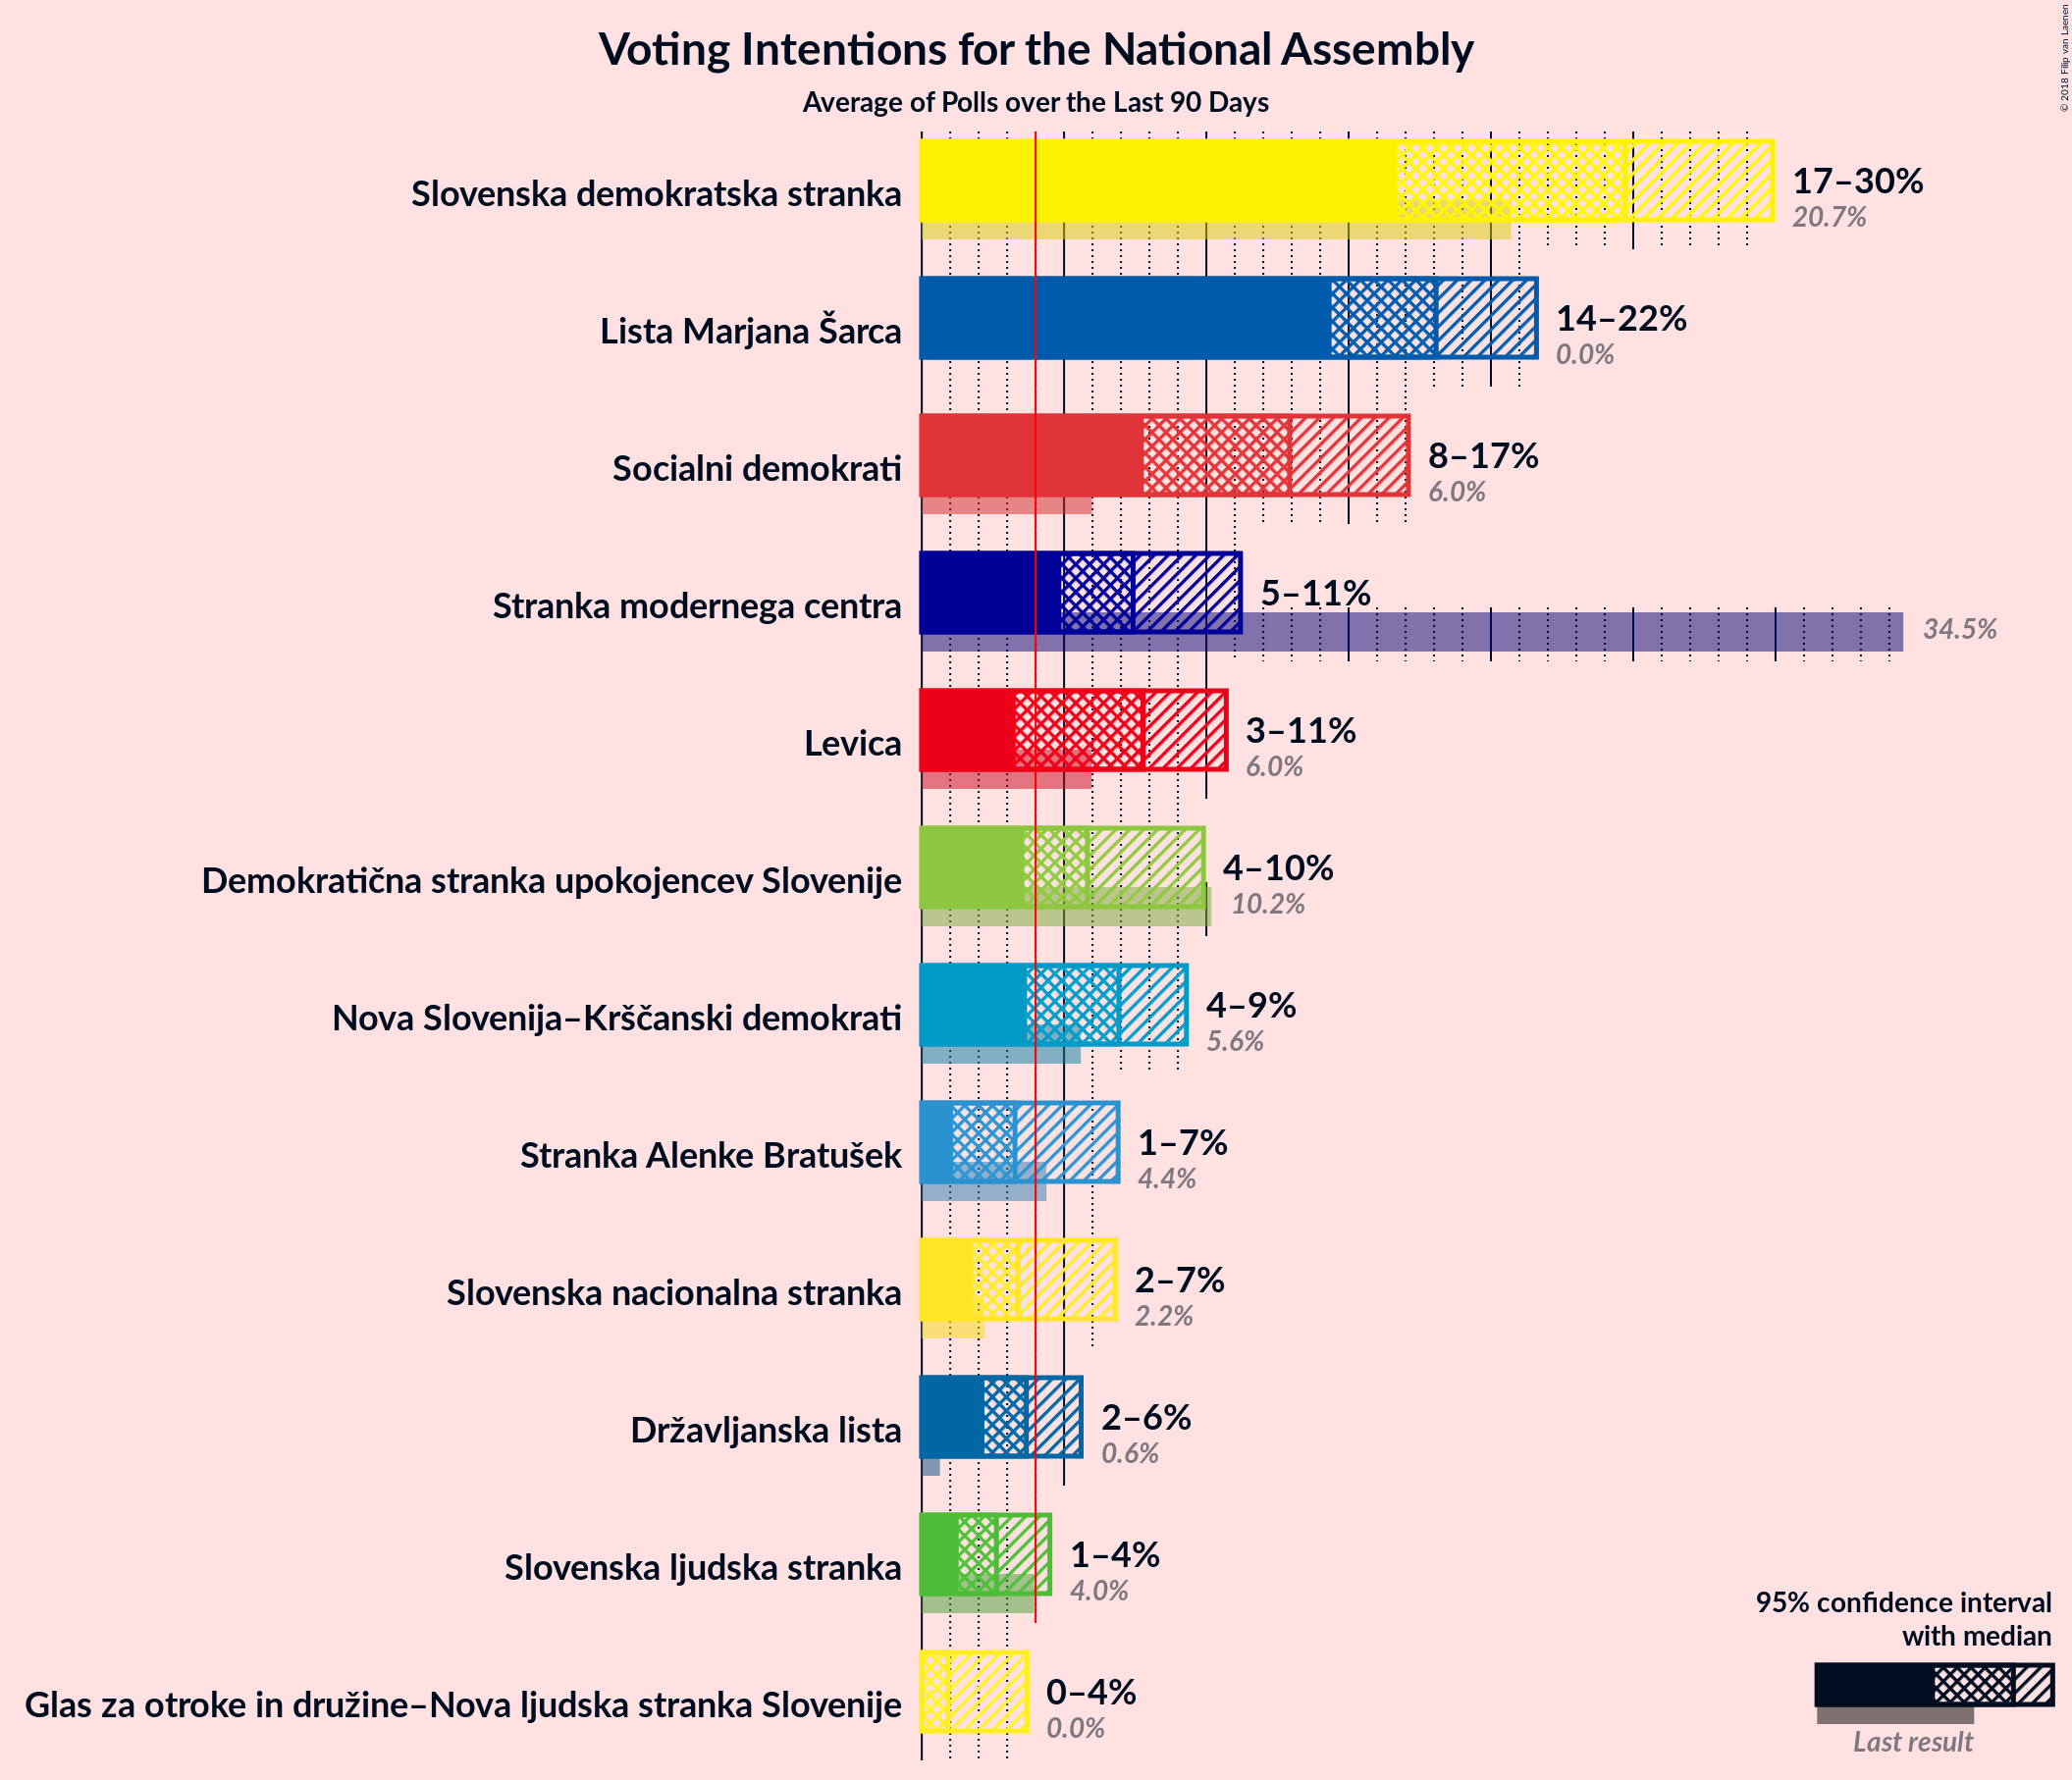 Voting Intentions for the National Assembly
Average of Polls over the Last 90 Days
© 2018 Filip van Laenen
Slovenska demokratska stranka
17–30%
20.7%
Lista Marjana Šarca
14–22%
0.0%
Socialni demokrati
8–17%
6.0%
Stranka modernega centra
5–11%
34.5%
Levica
3–11%
6.0%
Demokratična stranka upokojencev Slovenije
4–10%
10.2%
Nova Slovenija–Krščanski demokrati
4–9%
5.6%
Stranka Alenke Bratušek
1–7%
4.4%
Slovenska nacionalna stranka
2–7%
2.2%
Državljanska lista
2–6%
0.6%
Slovenska ljudska stranka
1–4%
4.0%
Glas za otroke in družine–Nova ljudska stranka Slovenije
0–4%
0.0%
95% confidence interval
with median
Last result